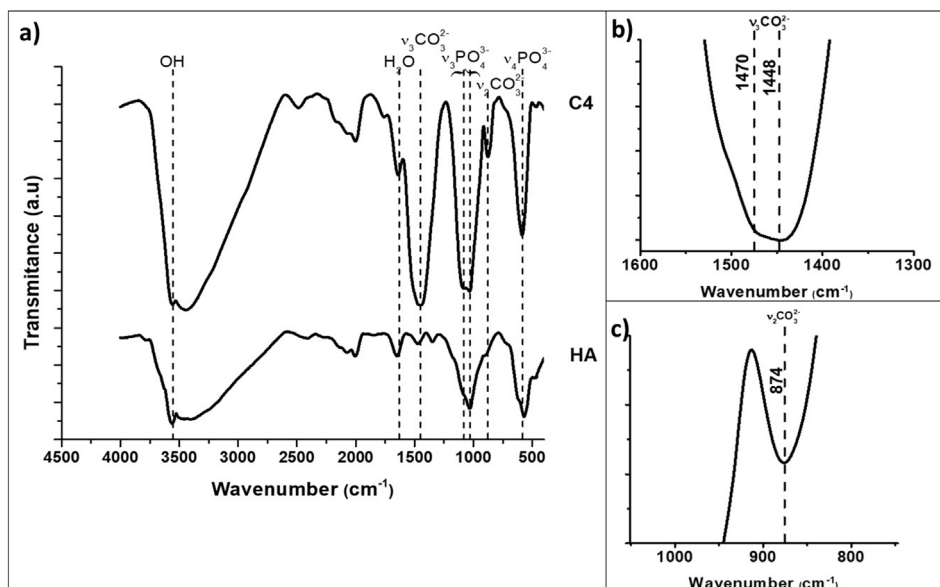 a)
OH
H2O
ν3CO3^2-
ν3PO4^3-
ν2CO3^2-
ν4PO4^3-
C4
HA
Transmitance (a.u)
4500 4000 3500 3000 2500 2000 1500 1000 500
Wavenumber (cm-1)
b)
ν3CO3^2-
1470
1448
1600 1500 1400 1300
Wavenumber (cm-1)
c)
ν2CO3^2-
874
1000 900 800
Wavenumber (cm-1)